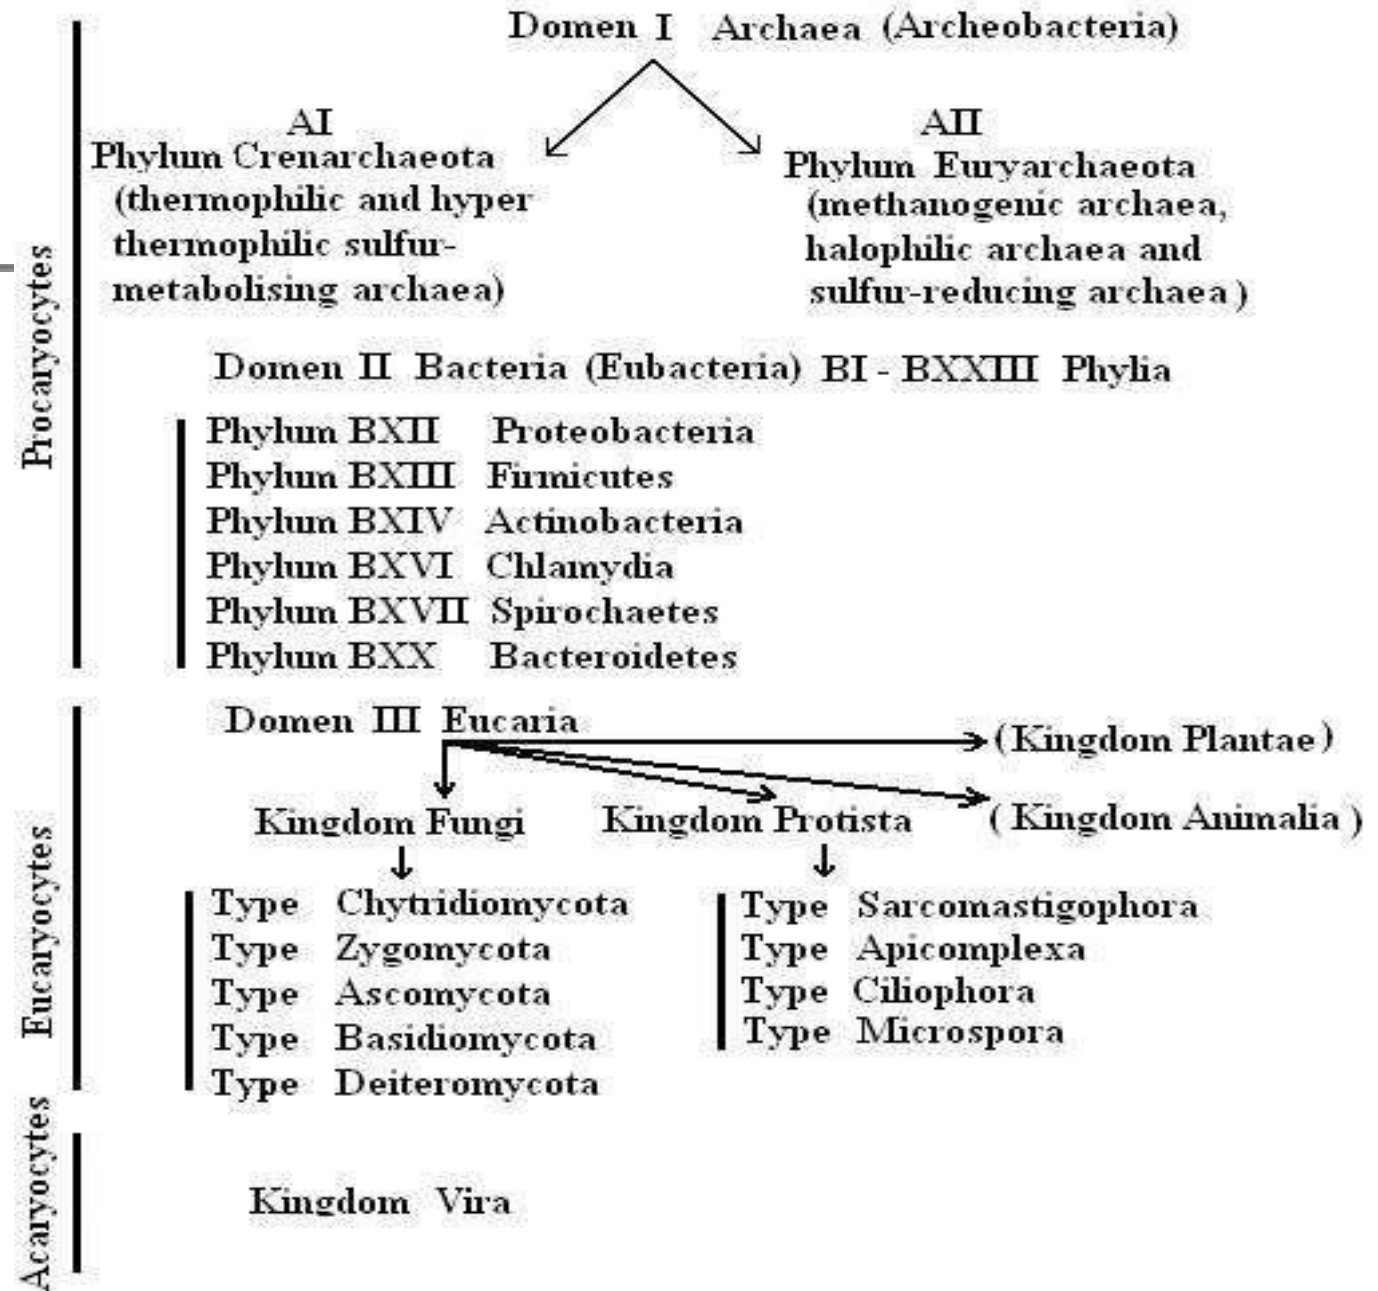 Domen I Archaea (Archeobacteria)
AI
Phylum Crenarchaeota
(thermophilic and hyper
thermophilic sulfur-
metabolising archaea)
AII
Phylum Euryarchaeota
(methanogenic archaea,
halophilic archaea and
sulfur-reducing archaea )
Procaryocytes
Domen II Bacteria (Eubacteria) BI - BXXIII Phylia
Phylum BXII Proteobacteria
Phylum BXIII Firmicutes
Phylum BXIV Actinobacteria
Phylum BXVI Chlamydia
Phylum BXVII Spirochaetes
Phylum BXX Bacteroidetes
Domen III Eucaria
(Kingdom Plantae)
Kingdom Fungi
Kingdom Protista
( Kingdom Animalia )
Eucaryocytes
Type Chytridiomycota
Type Zygomycota
Type Ascomycota
Type Basidiomycota
Type Deiteromycota
Type Sarcomastigophora
Type Apicomplexa
Type Ciliophora
Type Microspora
Acaryocytes
Kingdom Vira